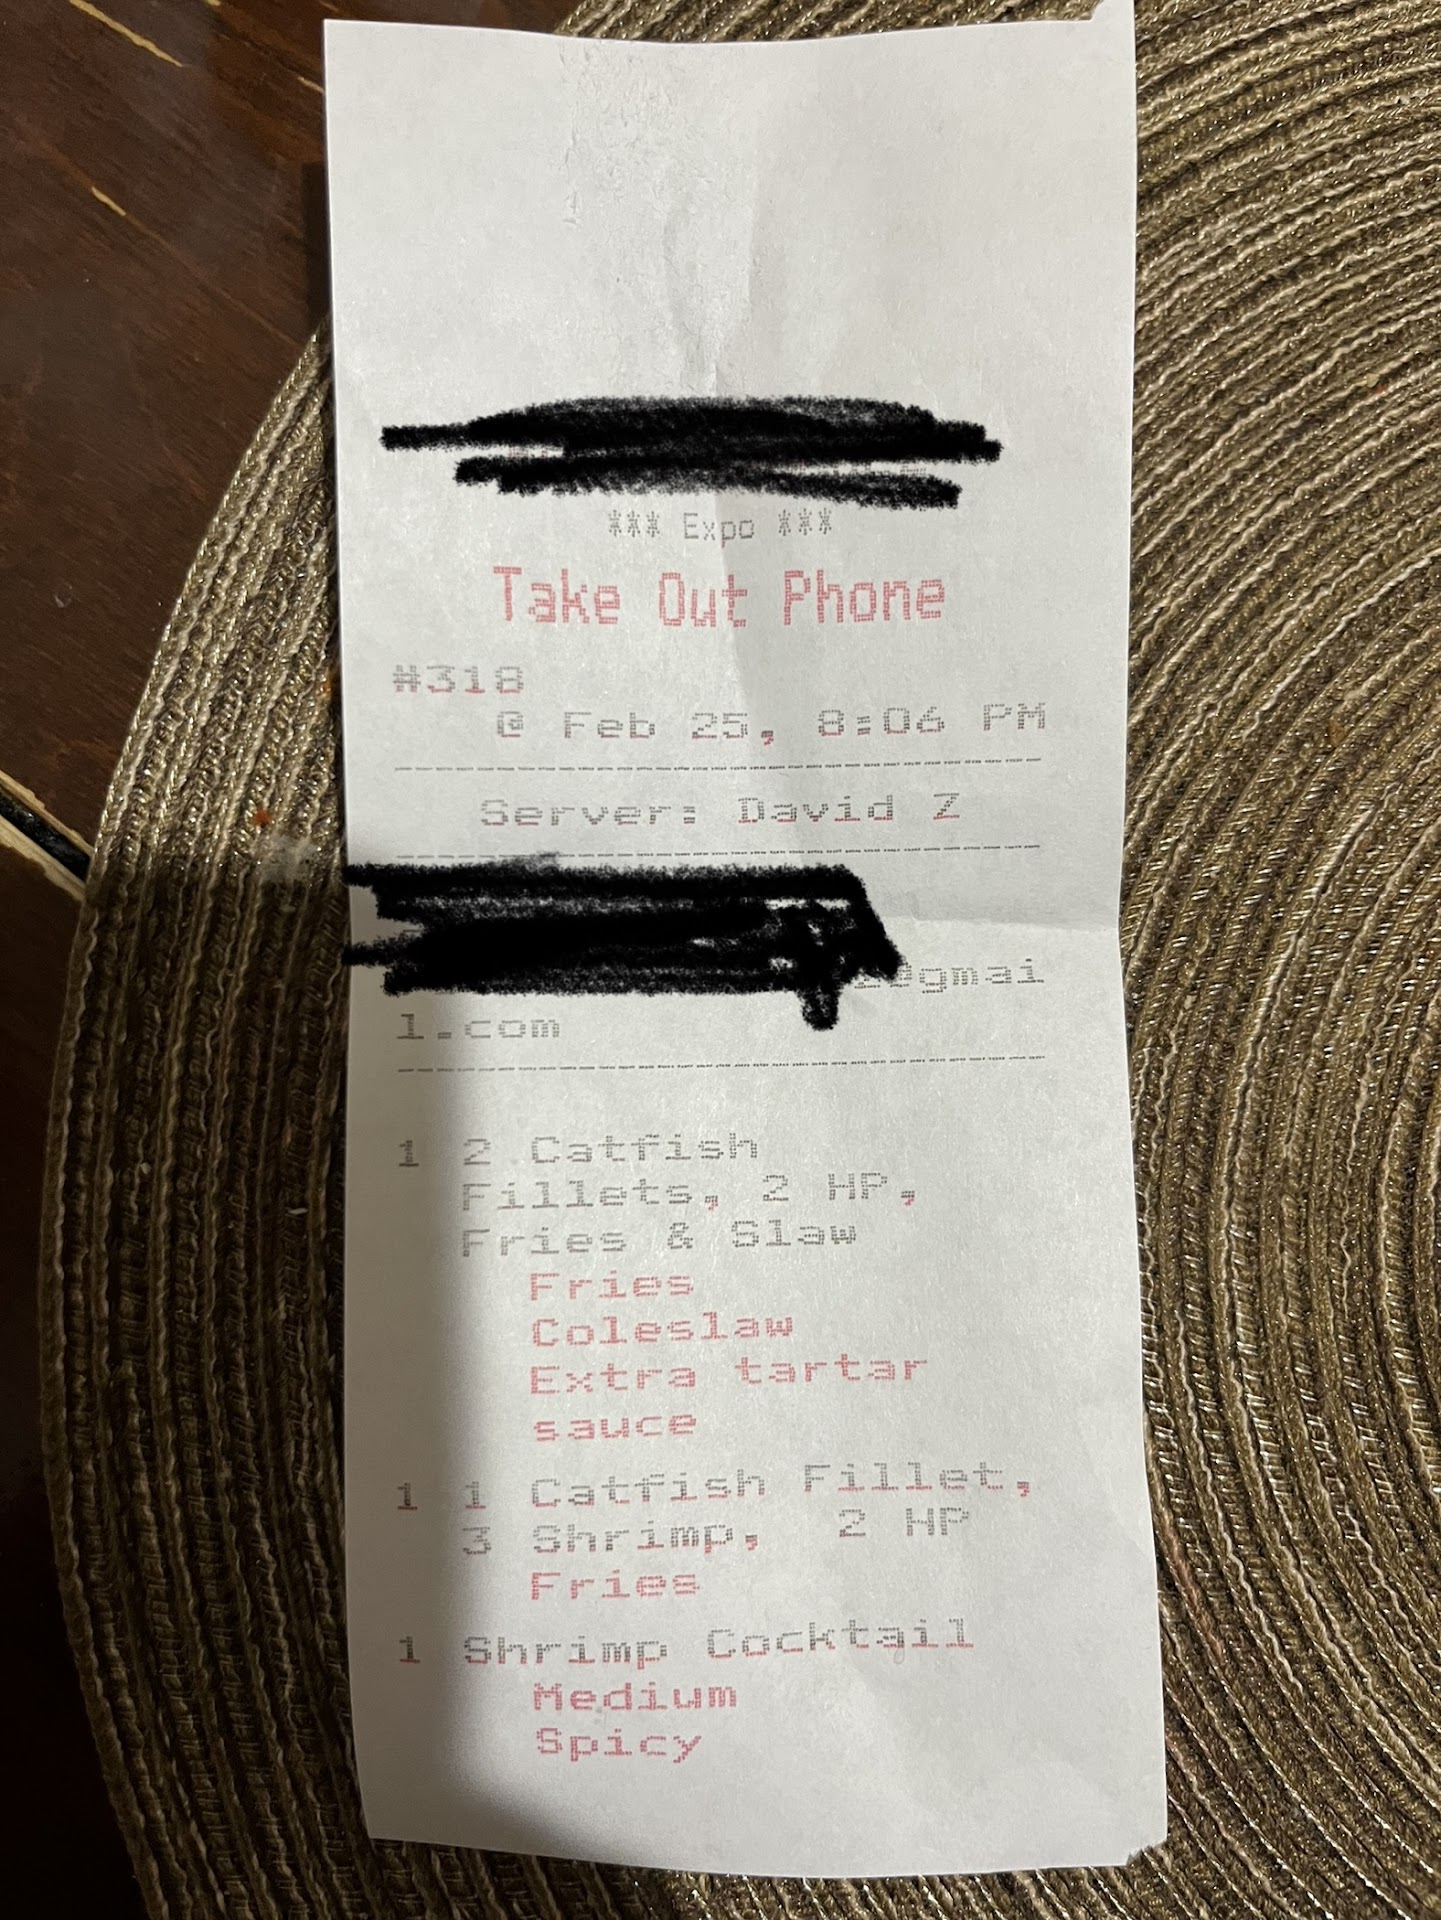 *** Expo ***
Take Out Phone
#318
@ Feb 25, 8:06 PM
Server: David Z
@gmai
l.com
1 2 Catfish
Fillets, 2 HP,
Fries & Slaw
Fries
Coleslaw
Extra tartar
sauce
1 1 Catfish Fillet,
3 Shrimp, 2 HP
Fries
1 Shrimp Cocktail
Medium
Spicy